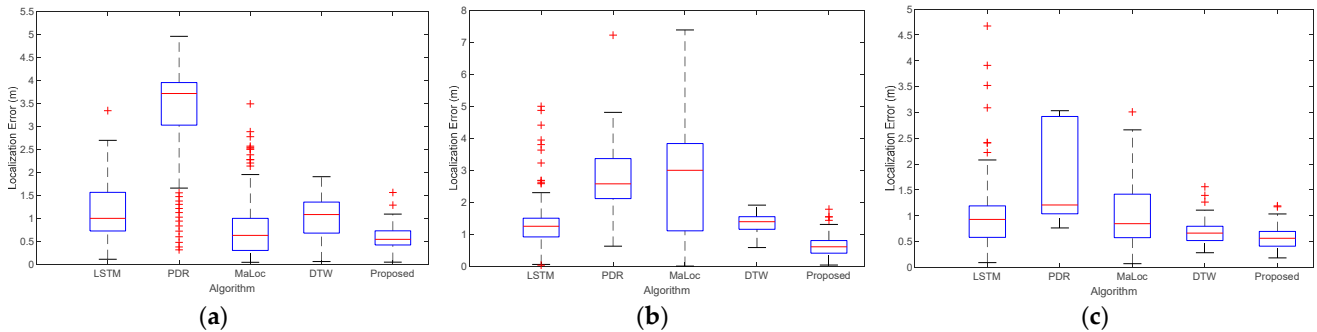 5.5
5
4.5
4
3.5
3
2.5
2
1.5
1
0.5
0
Localization Error (m)
LSTM PDR MaLoc DTW Proposed
Algorithm
(a)
8
7
6
5
4
3
2
1
0
Localization Error (m)
LSTM PDR MaLoc DTW Proposed
Algorithm
(b)
5
4.5
4
3.5
3
2.5
2
1.5
1
0.5
0
Localization Error (m)
LSTM PDR MaLoc DTW Proposed
Algorithm
(c)